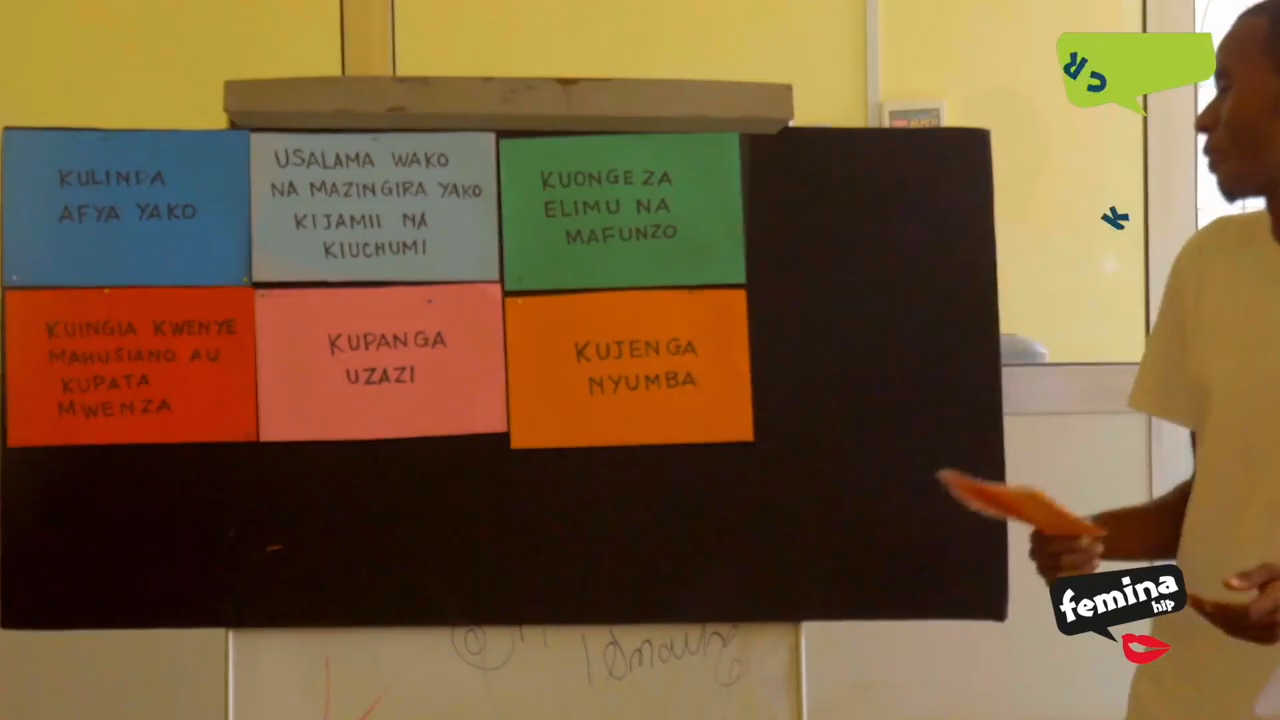 KULINDA
AFYA YAKO
USALAMA WAKO
NA MAZINGIRA YAKO
KIJAMII NA
KIUCHUMI
KUONGEZA
ELIMU NA
MAFUNZO
KUINGIA KWENYE
MAHUSIANO AU
KUPATA
MWENZA
KUPANGA
UZAZI
KUJENGA
NYUMBA
R C
K
femina
hip